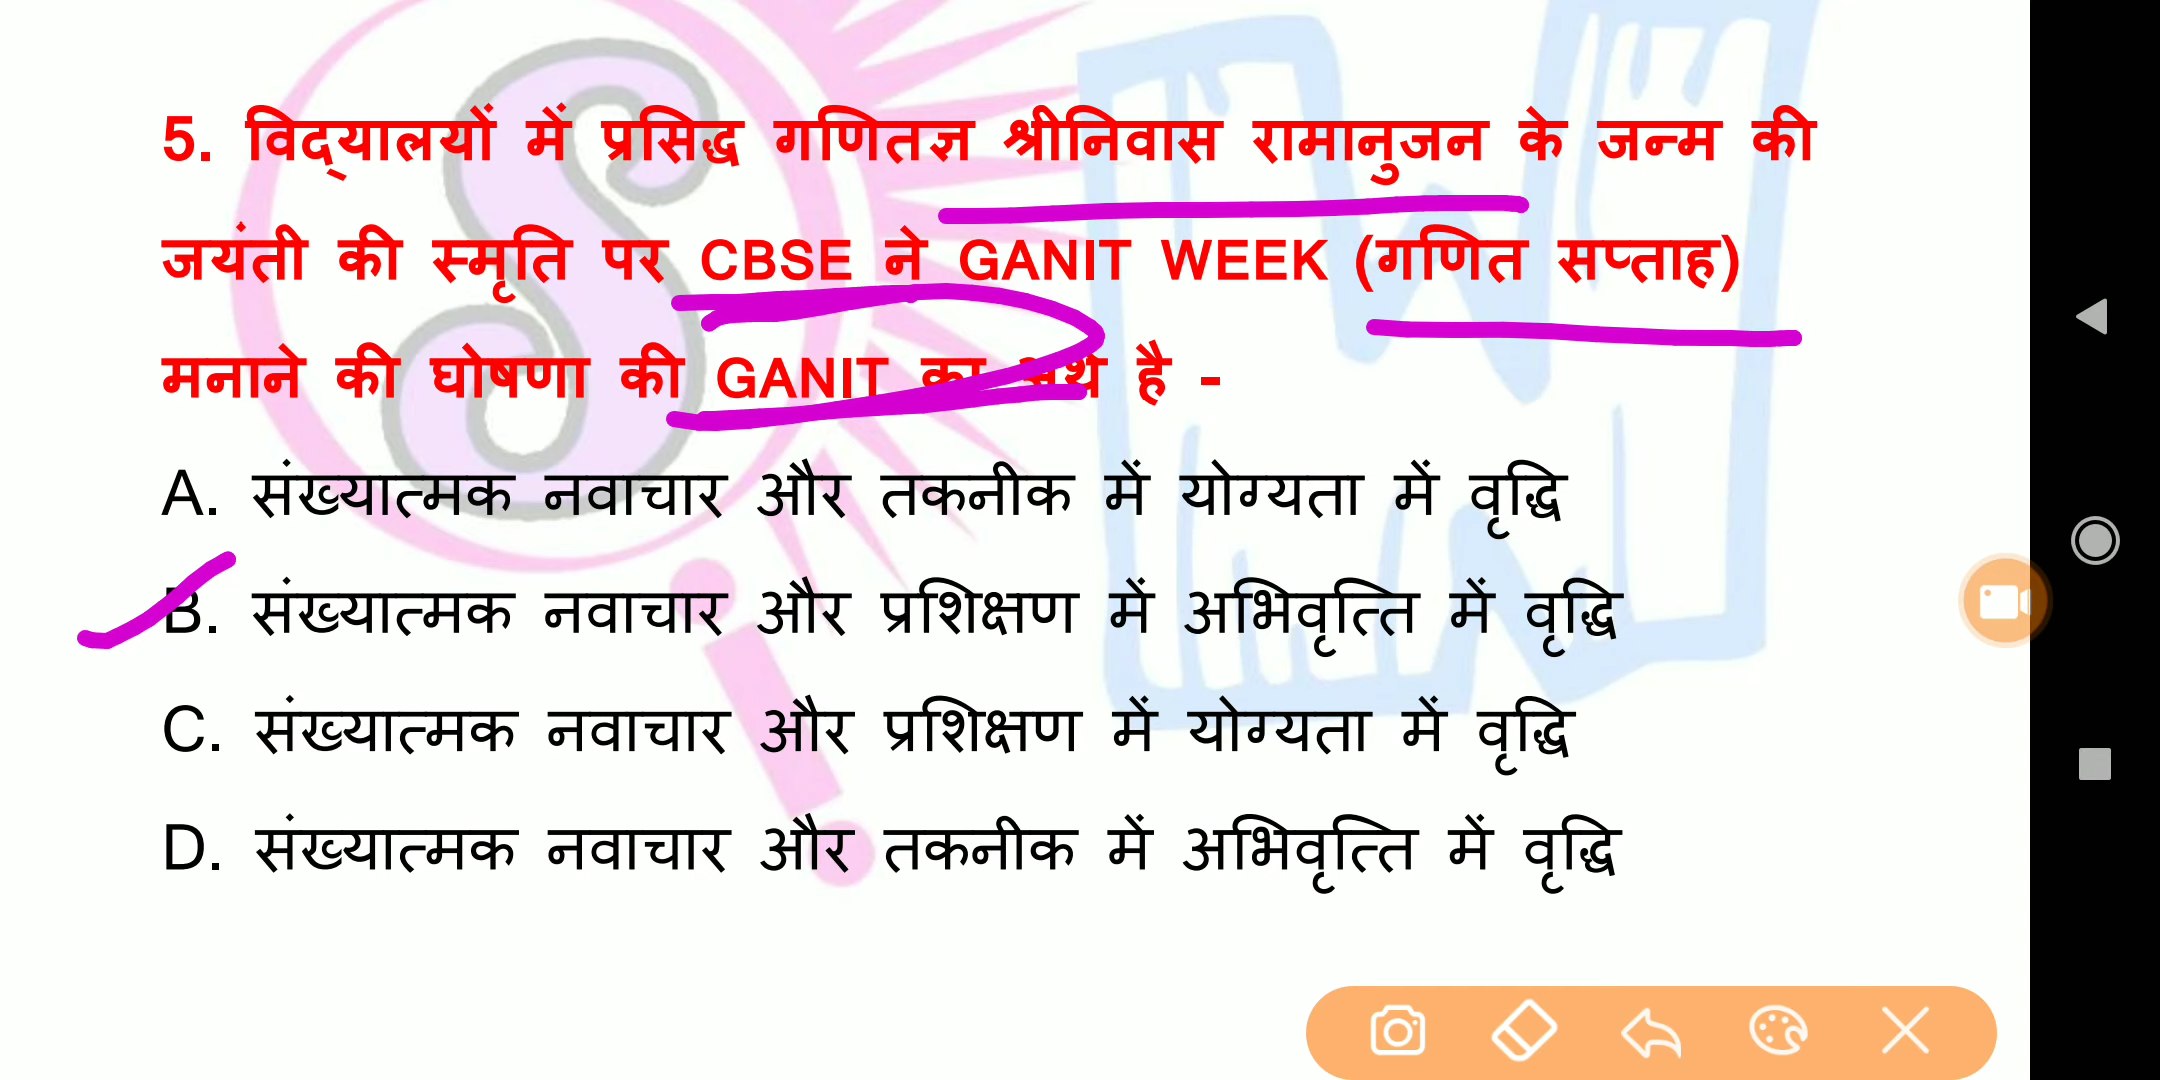 5. विद्यालयों में प्रसिद्ध गणितज्ञ श्रीनिवास रामानुजन के जन्म की
जयंती की स्मृति पर CBSE ने GANIT WEEK (गणित सप्ताह)
मनाने की घोषणा की GANIT का अर्थ है -
A. संख्यात्मक नवाचार और तकनीक में योग्यता में वृद्धि
B. संख्यात्मक नवाचार और प्रशिक्षण में अभिवृत्ति में वृद्धि
C. संख्यात्मक नवाचार और प्रशिक्षण में योग्यता में वृद्धि
D. संख्यात्मक नवाचार और तकनीक में अभिवृत्ति में वृद्धि